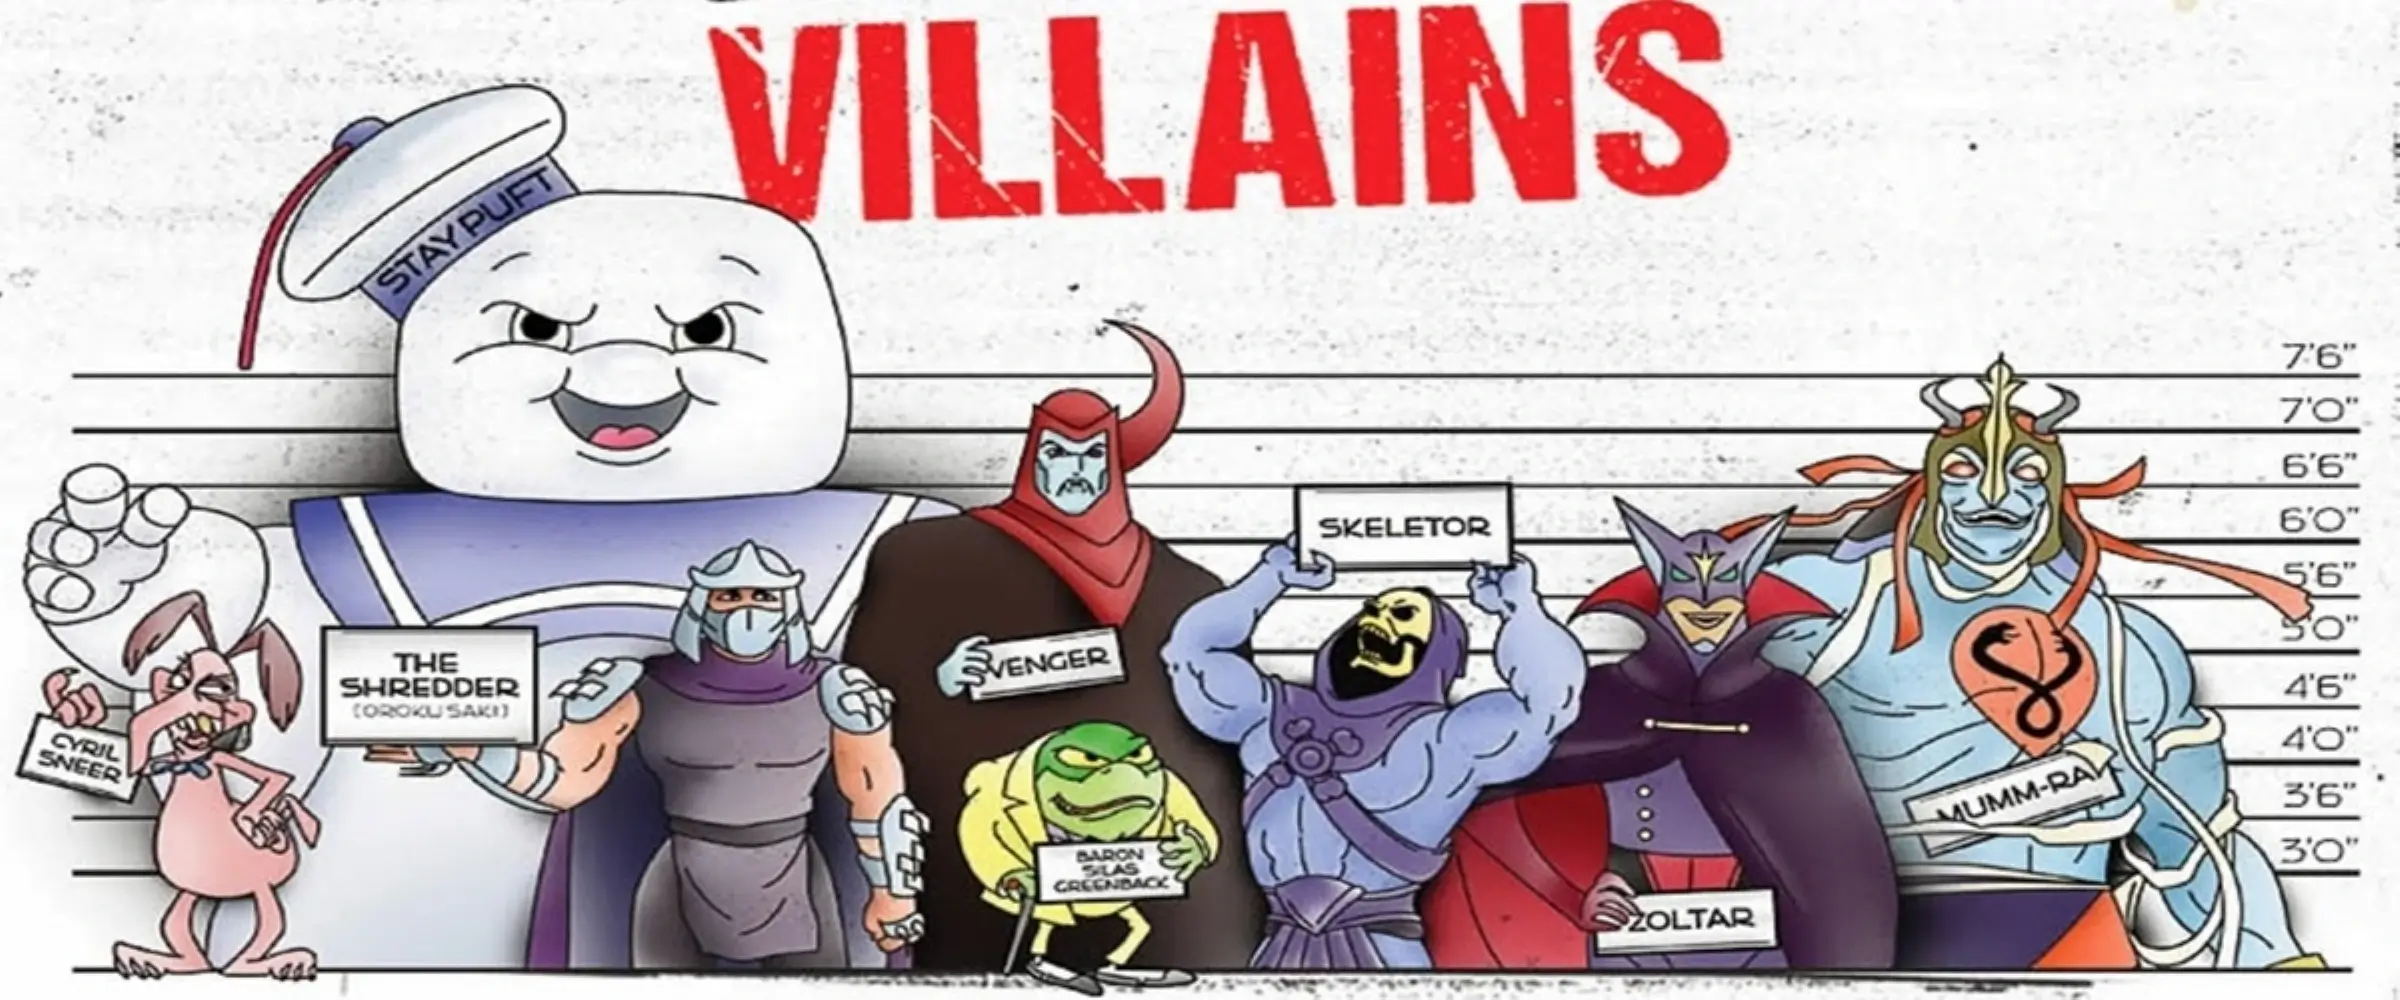 VILLAINS
STAY PUFT
7'6"
7'0"
6'6"
6'0"
5'6"
5'0"
4'6"
4'0"
3'6"
3'0"
CYRIL
SNEER
THE
SHREDDER
(OROKU SAKI)
VENGER
BARON
SILAS
GREENBACK
SKELETOR
ZOLTAR
MUMM-RA